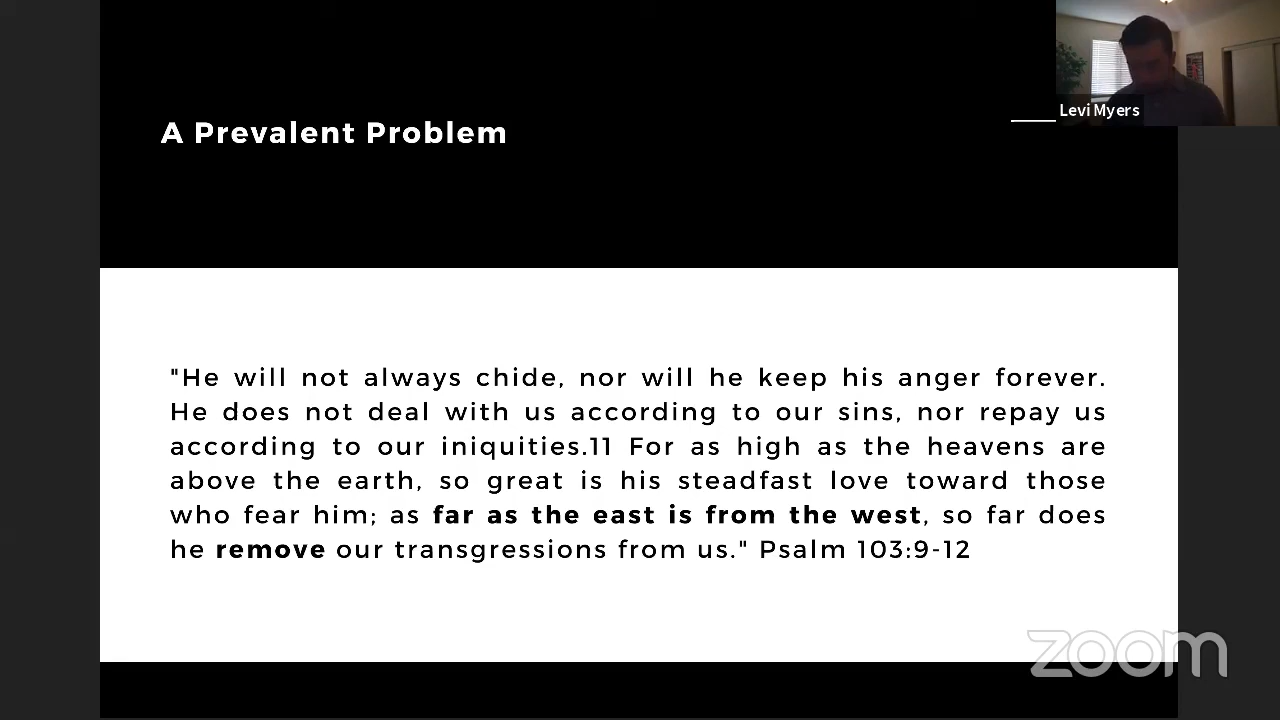 A Prevalent Problem
Levi Myers
"He will not always chide, nor will he keep his anger forever.
He does not deal with us according to our sins, nor repay us
according to our iniquities.11 For as high as the heavens are
above the earth, so great is his steadfast love toward those
who fear him; as far as the east is from the west, so far does
he remove our transgressions from us." Psalm 103:9-12
zoom